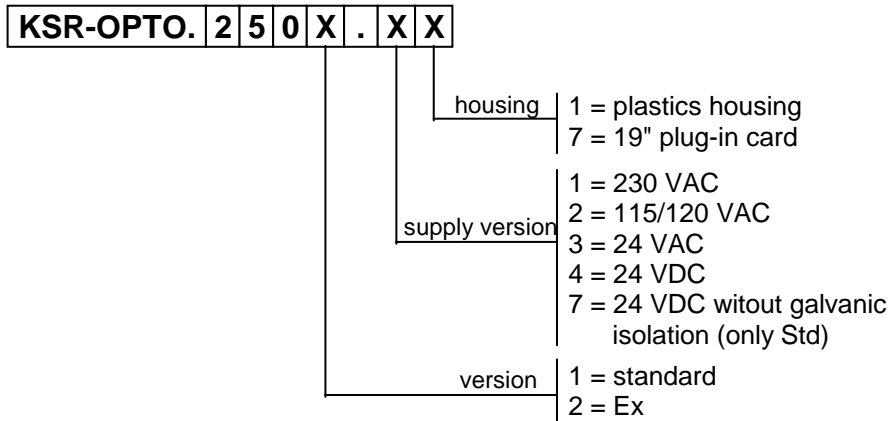 KSR-OPTO. 2 5 0 X . X X
housing
1 = plastics housing
7 = 19" plug-in card
supply version
1 = 230 VAC
2 = 115/120 VAC
3 = 24 VAC
4 = 24 VDC
7 = 24 VDC witout galvanic
isolation (only Std)
version
1 = standard
2 = Ex